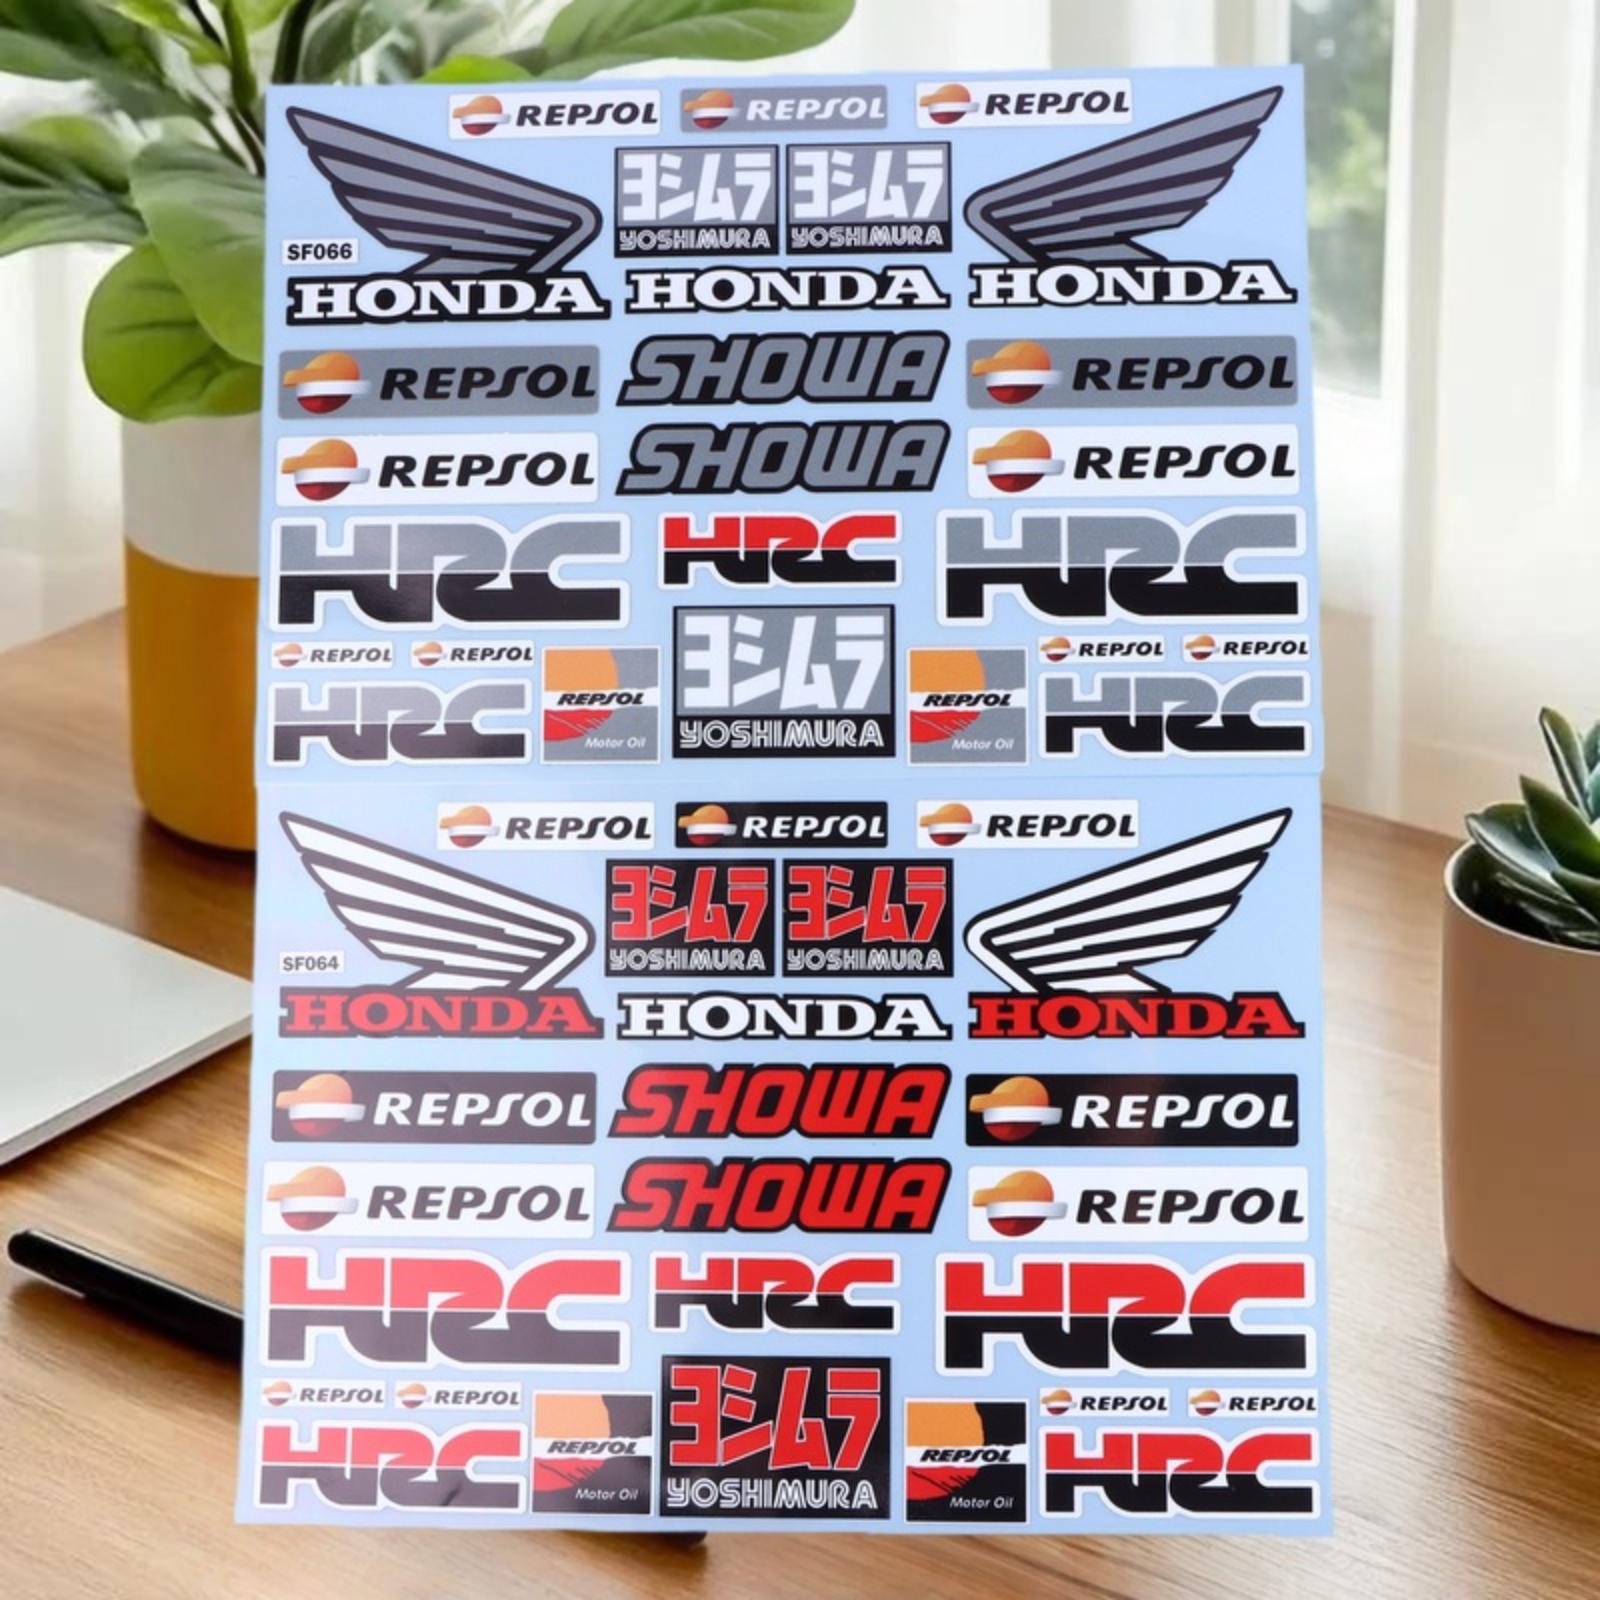 REPSOL REPSOL REPSOL
ヨシムラ ヨシムラ
YOSHIMURA YOSHIMURA
SF066
HONDA HONDA HONDA
REPSOL SHOWA REPSOL
REPSOL SHOWA REPSOL
HRC HRC HRC
REPSOL REPSOL ヨシムラ REPSOL REPSOL
HRC REPSOL REPSOL HRC
Motor Oil YOSHIMURA Motor Oil
REPSOL REPSOL REPSOL
ヨシムラ ヨシムラ
SF064 YOSHIMURA YOSHIMURA
HONDA HONDA HONDA
REPSOL SHOWA REPSOL
REPSOL SHOWA REPSOL
HRC HRC HRC
REPSOL REPSOL ヨシムラ REPSOL REPSOL
HRC REPSOL REPSOL HRC
Motor Oil YOSHIMURA Motor Oil